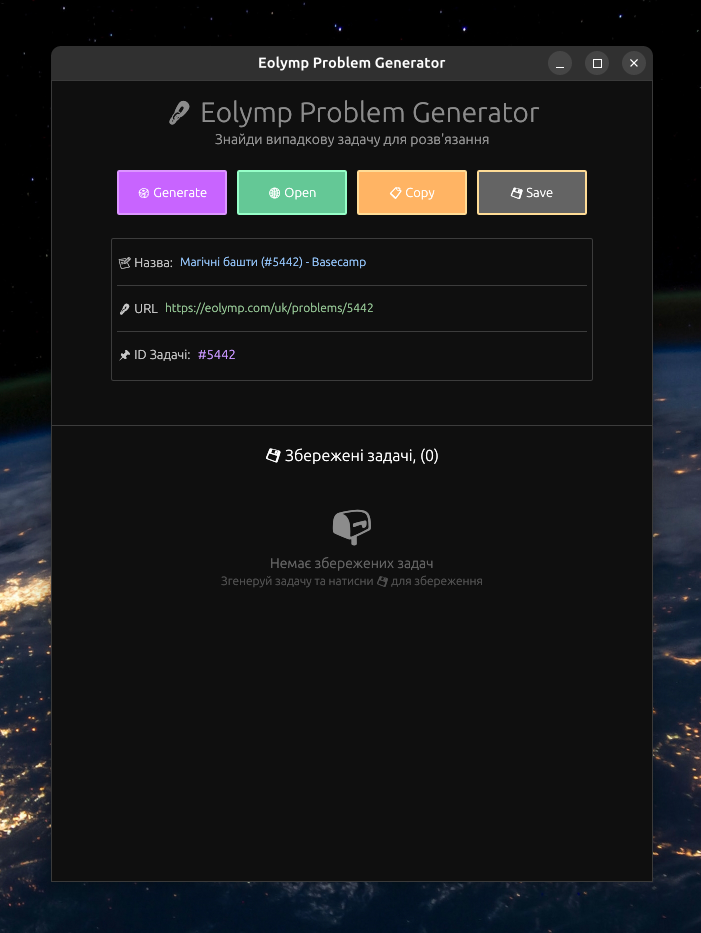 Eolymp Problem Generator
Eolymp Problem Generator
Знайди випадкову задачу для розв'язання
Generate Open Copy Save
Назва: Магічні башти (#5442) - Basecamp
URL https://eolymp.com/uk/problems/5442
ID Задачі: #5442
Збережені задачі, (0)
Немає збережених задач
Згенеруй задачу та натисни для збереження